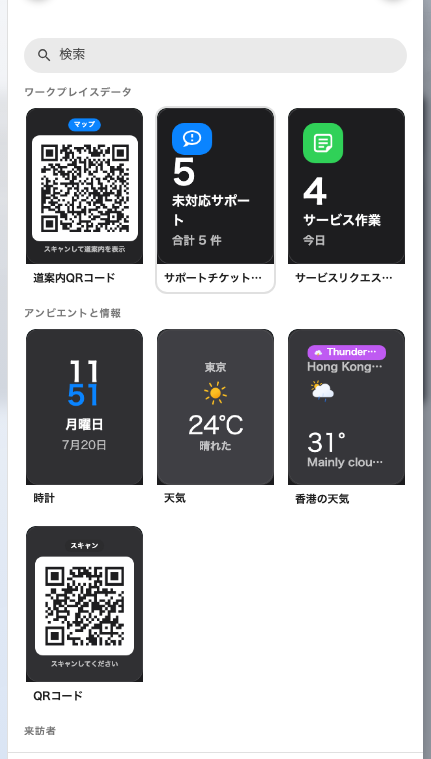 検索
ワークプレイスデータ
マップ
スキャンして道案内を表示
道案内QRコード
5
未対応サポー
ト
合計 5 件
サポートチケット…
4
サービス作業
今日
サービスリクエス…
アンビエントと情報
11
51
月曜日
7月20日
時計
東京
24°C
晴れた
天気
Thunder…
Hong Kong…
31°
Mainly clou…
香港の天気
スキャン
スキャンしてください
QRコード
来訪者